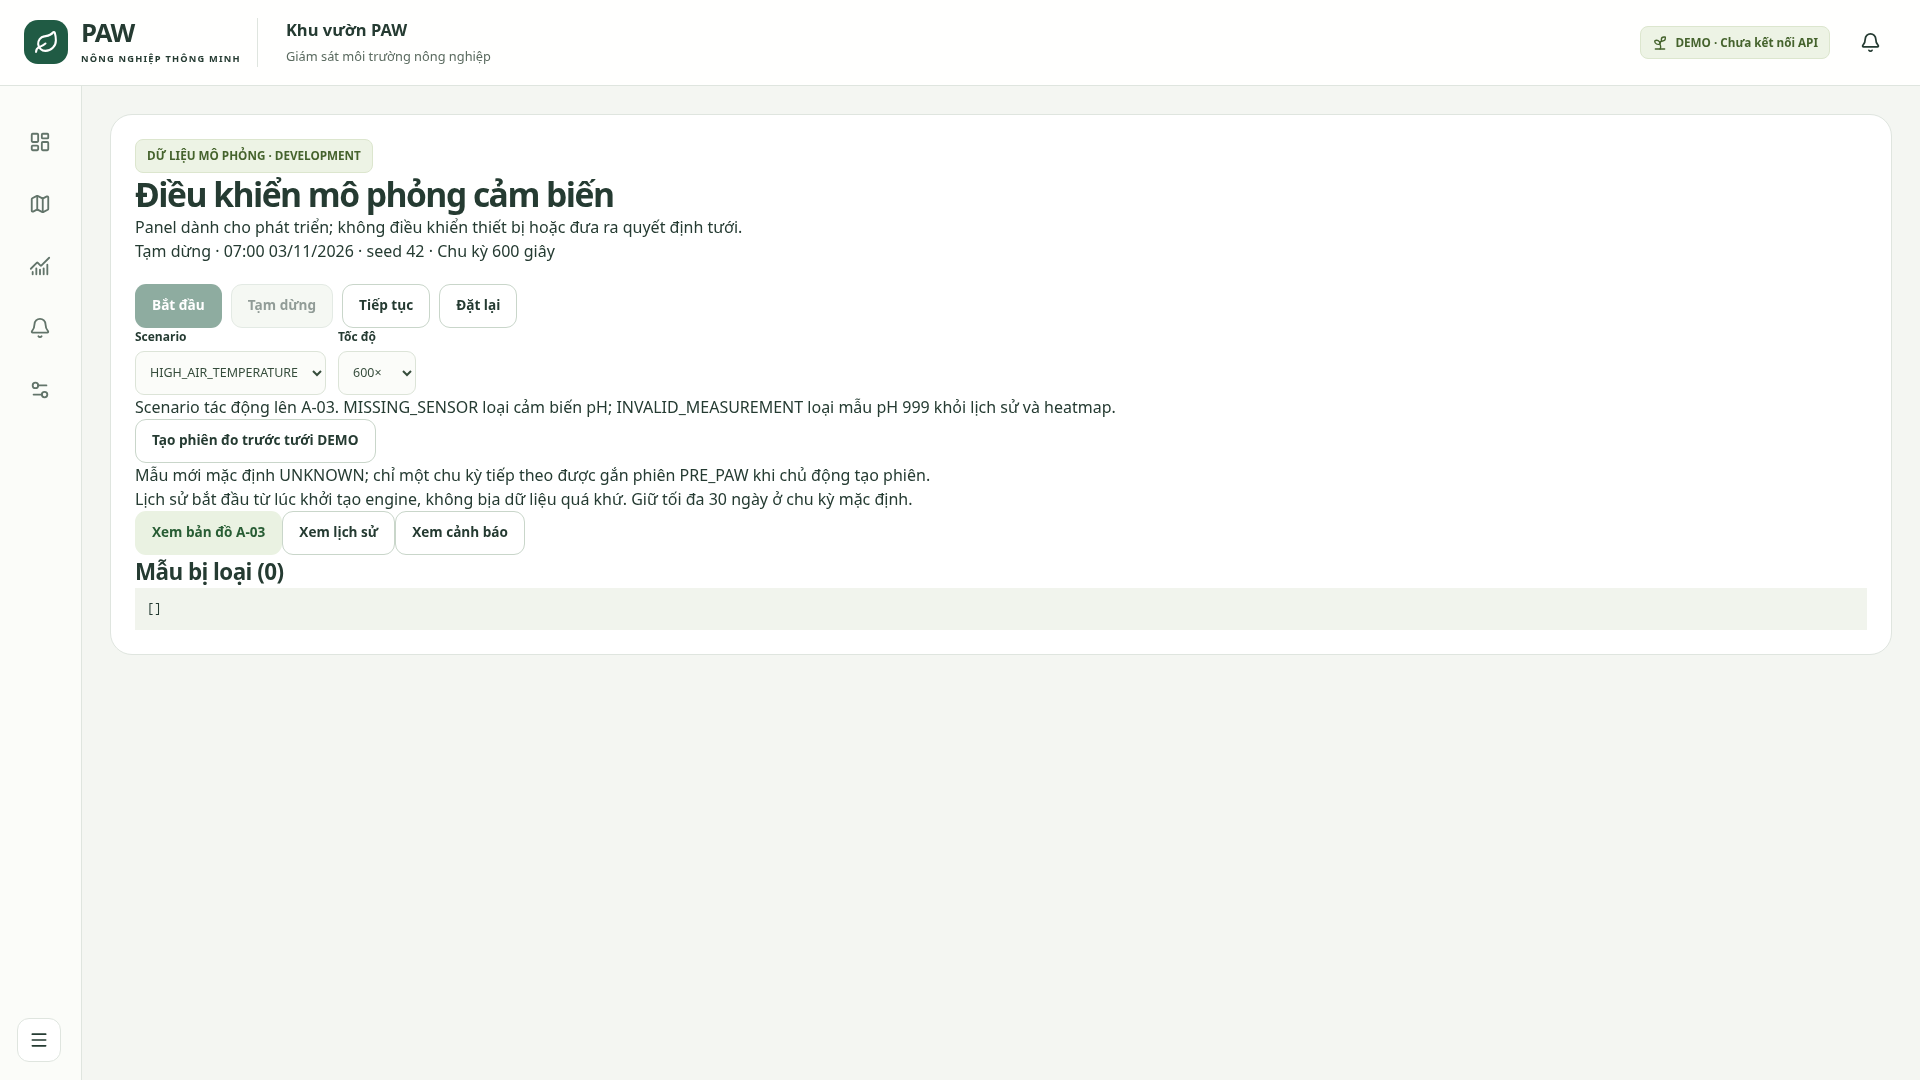 PAW
NÔNG NGHIỆP THÔNG MINH
Khu vườn PAW
Giám sát môi trường nông nghiệp
DEMO · Chưa kết nối API
DỮ LIỆU MÔ PHỎNG · DEVELOPMENT
Điều khiển mô phỏng cảm biến
Panel dành cho phát triển; không điều khiển thiết bị hoặc đưa ra quyết định tưới.
Tạm dừng · 07:00 03/11/2026 · seed 42 · Chu kỳ 600 giây
Bắt đầu
Tạm dừng
Tiếp tục
Đặt lại
Scenario
Tốc độ
HIGH_AIR_TEMPERATURE
600×
Scenario tác động lên A-03. MISSING_SENSOR loại cảm biến pH; INVALID_MEASUREMENT loại mẫu pH 999 khỏi lịch sử và heatmap.
Tạo phiên đo trước tưới DEMO
Mẫu mới mặc định UNKNOWN; chỉ một chu kỳ tiếp theo được gắn phiên PRE_PAW khi chủ động tạo phiên.
Lịch sử bắt đầu từ lúc khởi tạo engine, không bịa dữ liệu quá khứ. Giữ tối đa 30 ngày ở chu kỳ mặc định.
Xem bản đồ A-03
Xem lịch sử
Xem cảnh báo
Mẫu bị loại (0)
[]